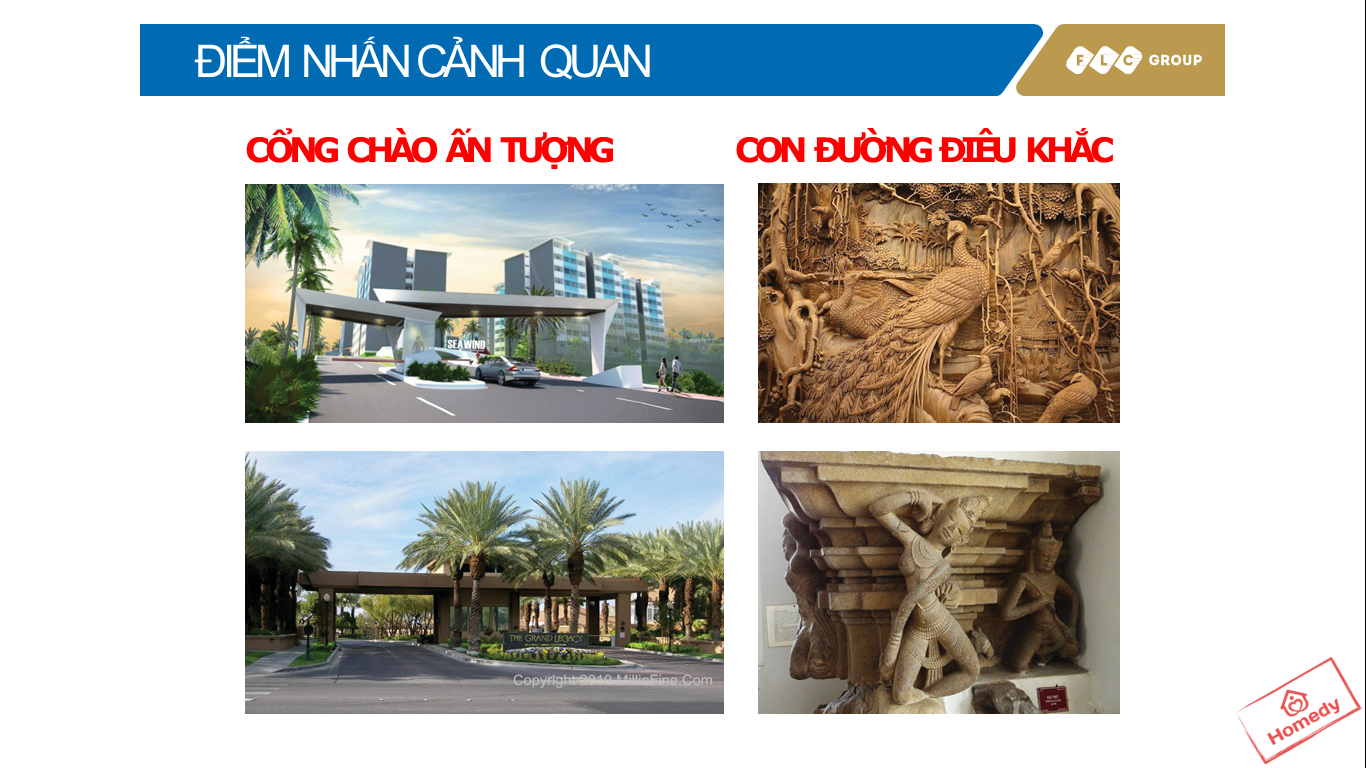 ĐIỂM NHẤN CẢNH QUAN
FLC GROUP
CỔNG CHÀO ẤN TƯỢNG
CON ĐƯỜNG ĐIÊU KHẮC
SEAWIND
THE GRAND LEGACY
Copyright 2010 MillieFine.Com
Homedy